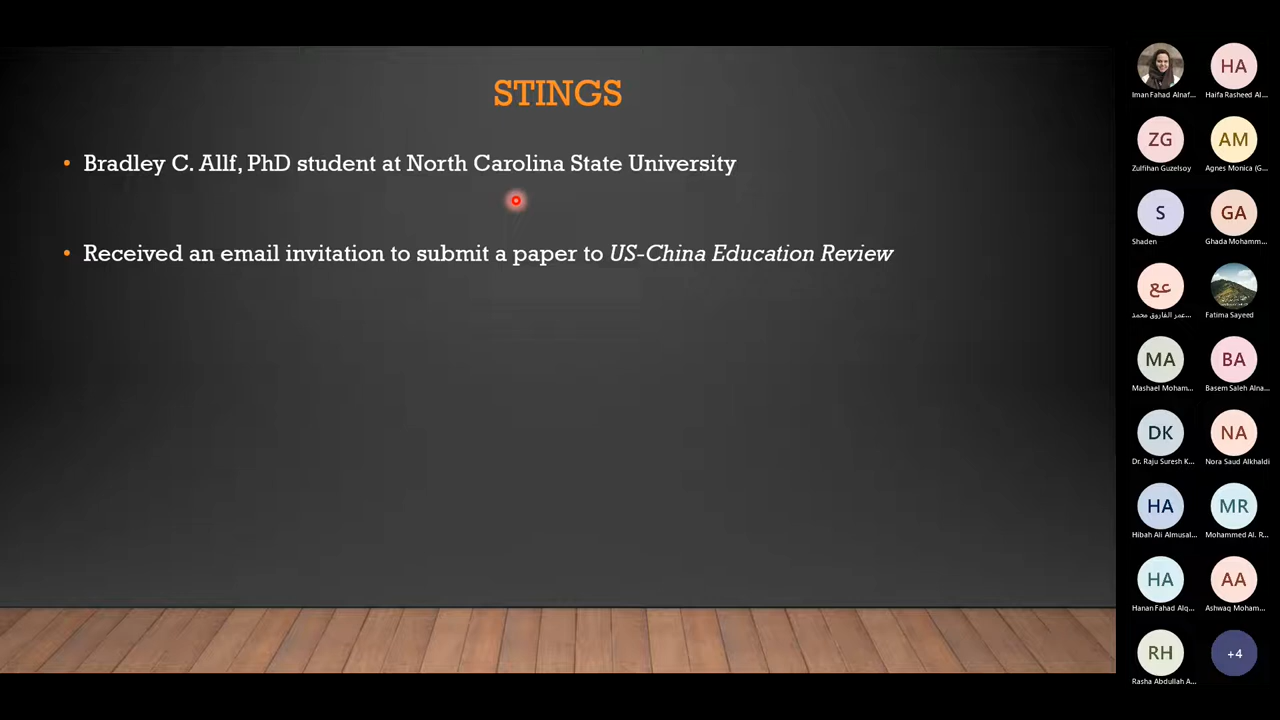 STINGS
• Bradley C. Allf, PhD student at North Carolina State University
• Received an email invitation to submit a paper to US-China Education Review
Iman Fahad Alnaf...
HA
Haifa Rasheed Al...
ZG
Zulfihan Guzelsoy
AM
Agnes Monica (G...
S
Shaden
GA
Ghada Mohamm...
عع
عمر الفاروق محمد...
Fatima Sayeed
MA
Mashael Moham...
BA
Basem Saleh Alna...
DK
Dr. Raju Suresh K...
NA
Nora Saud Alkhaldi
HA
Hibah Ali Almusal...
MR
Mohammed Al. R...
HA
Hanan Fahad Alq...
AA
Ashwaq Moham...
RH
Rasha Abdullah A...
+4